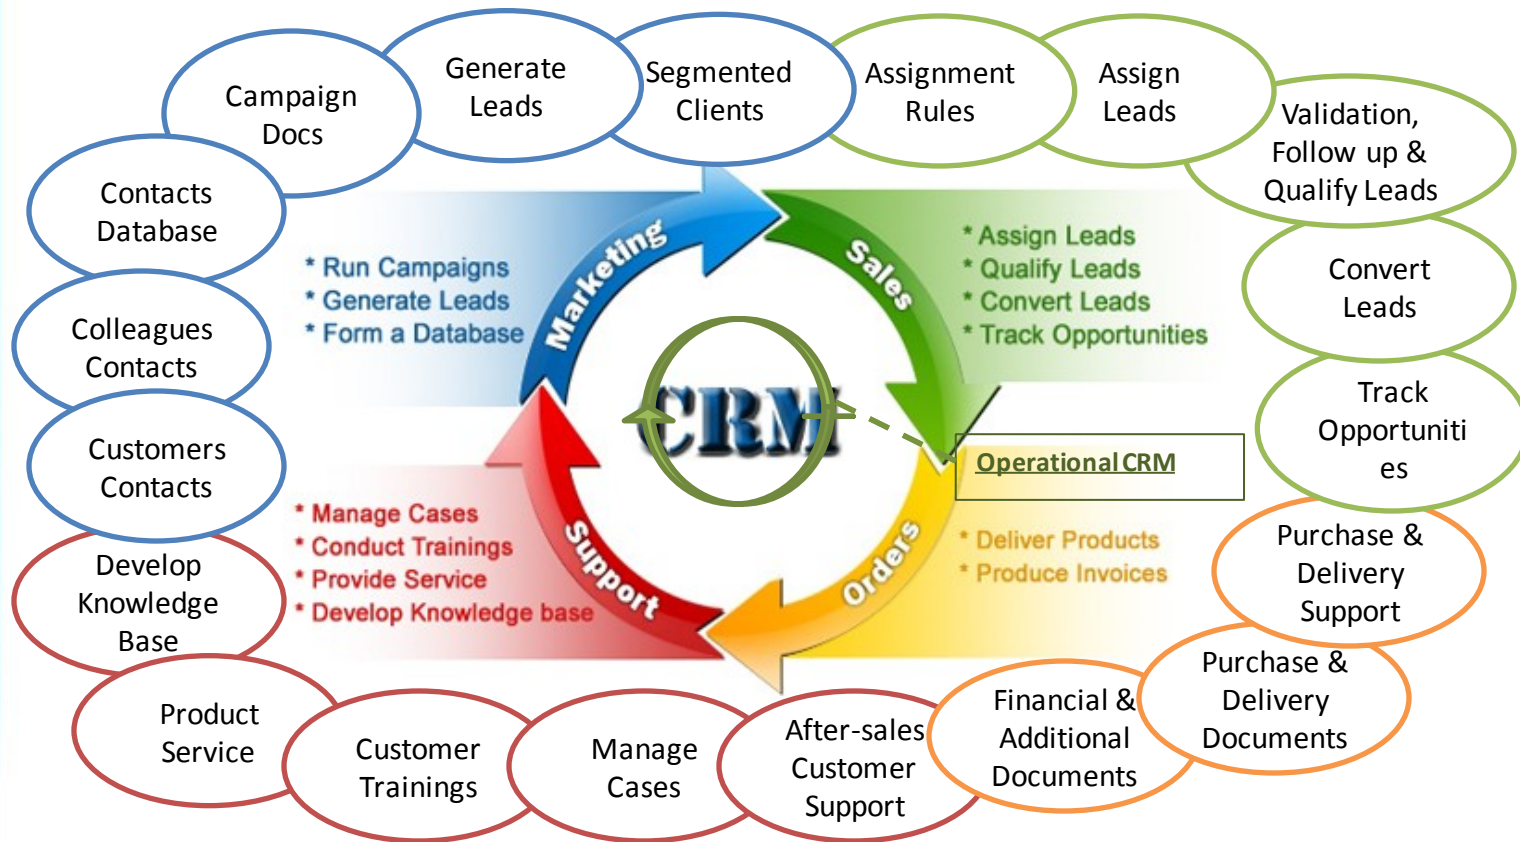 Generate
Leads
Segmented
Clients
Assignment
Rules
Assign
Leads
Campaign
Docs
Validation,
Follow up &
Qualify Leads
Contacts
Database
Convert
Leads
Colleagues
Contacts
Track
Opportuniti
es
Customers
Contacts
Purchase &
Delivery
Support
Develop
Knowledge
Base
Purchase &
Delivery
Documents
Product
Service
Customer
Trainings
Manage
Cases
After-sales
Customer
Support
Financial &
Additional
Documents
Marketing
* Run Campaigns
* Generate Leads
* Form a Database
Sales
* Assign Leads
* Qualify Leads
* Convert Leads
* Track Opportunities
CRM
Operational CRM
Support
* Manage Cases
* Conduct Trainings
* Provide Service
* Develop Knowledge base
Orders
* Deliver Products
* Produce Invoices